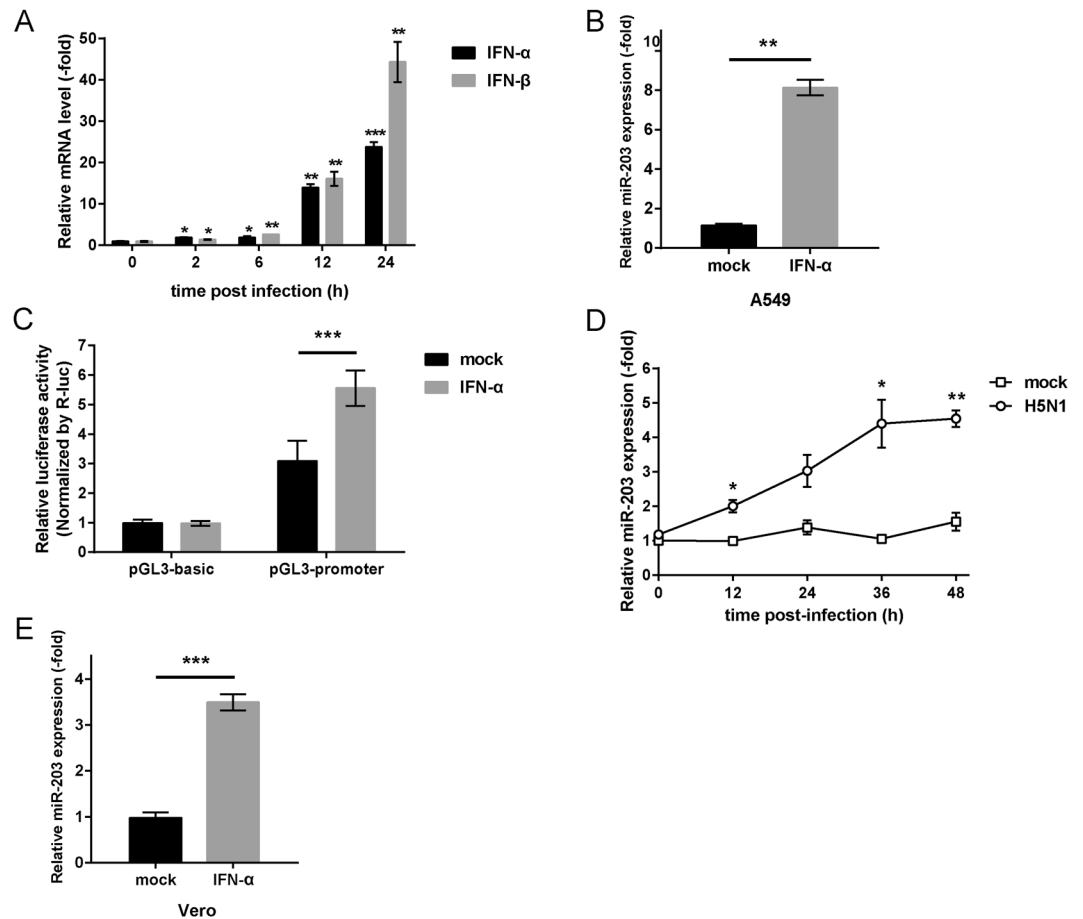 A
Relative mRNA level (-fold)
50
40
30
20
10
0
* * * ** ** ** *** **
0 2 6 12 24
time post infection (h)
IFN-α
IFN-β
B
Relative miR-203 expression (-fold)
10
8
6
4
2
0
**
mock IFN-α
A549
C
Relative luciferase activity
(Normalized by R-luc)
7
6
5
4
3
2
1
0
***
pGL3-basic pGL3-promoter
mock
IFN-α
D
Relative miR-203 expression (-fold)
6
5
4
3
2
1
0
* * **
0 12 24 36 48
time post-infection (h)
mock
H5N1
E
Relative miR-203 expression (-fold)
4
3
2
1
0
***
mock IFN-α
Vero